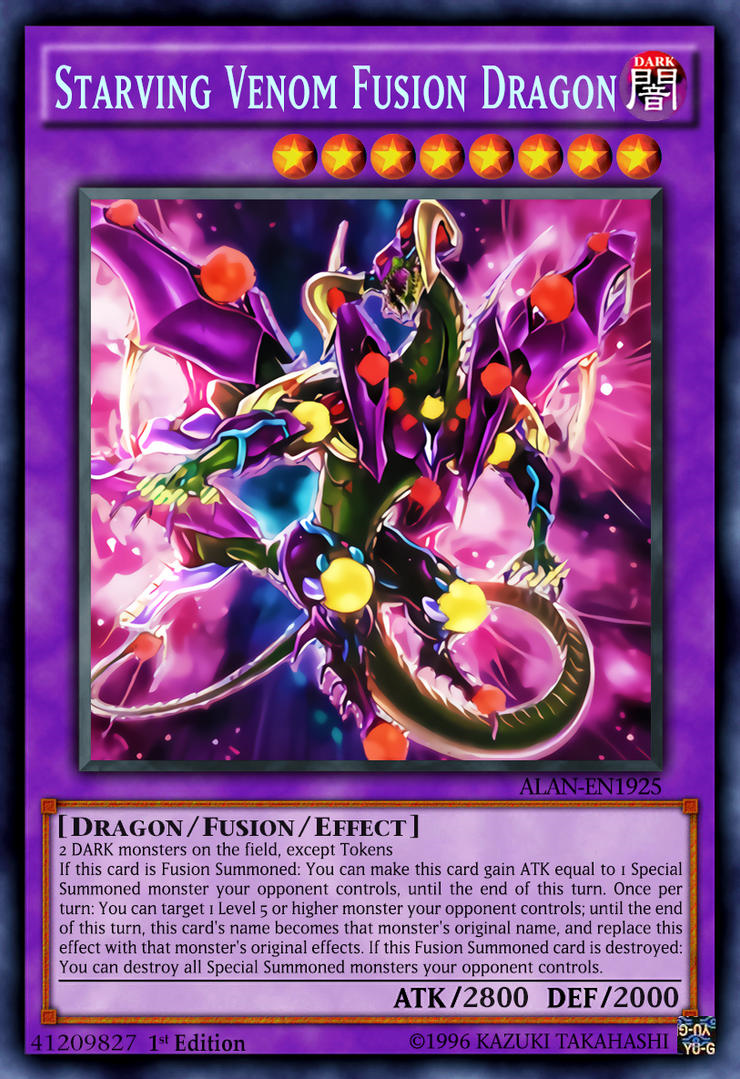 Starving Venom Fusion Dragon
DARK
闇
ALAN-EN1925
[Dragon/Fusion/Effect]
2 DARK monsters on the field, except Tokens
If this card is Fusion Summoned: You can make this card gain ATK equal to 1 Special
Summoned monster your opponent controls, until the end of this turn. Once per
turn: You can target 1 Level 5 or higher monster your opponent controls; until the end
of this turn, this card's name becomes that monster's original name, and replace this
effect with that monster's original effects. If this Fusion Summoned card is destroyed:
You can destroy all Special Summoned monsters your opponent controls.
ATK/2800 DEF/2000
41209827 1st Edition ©1996 KAZUKI TAKAHASHI